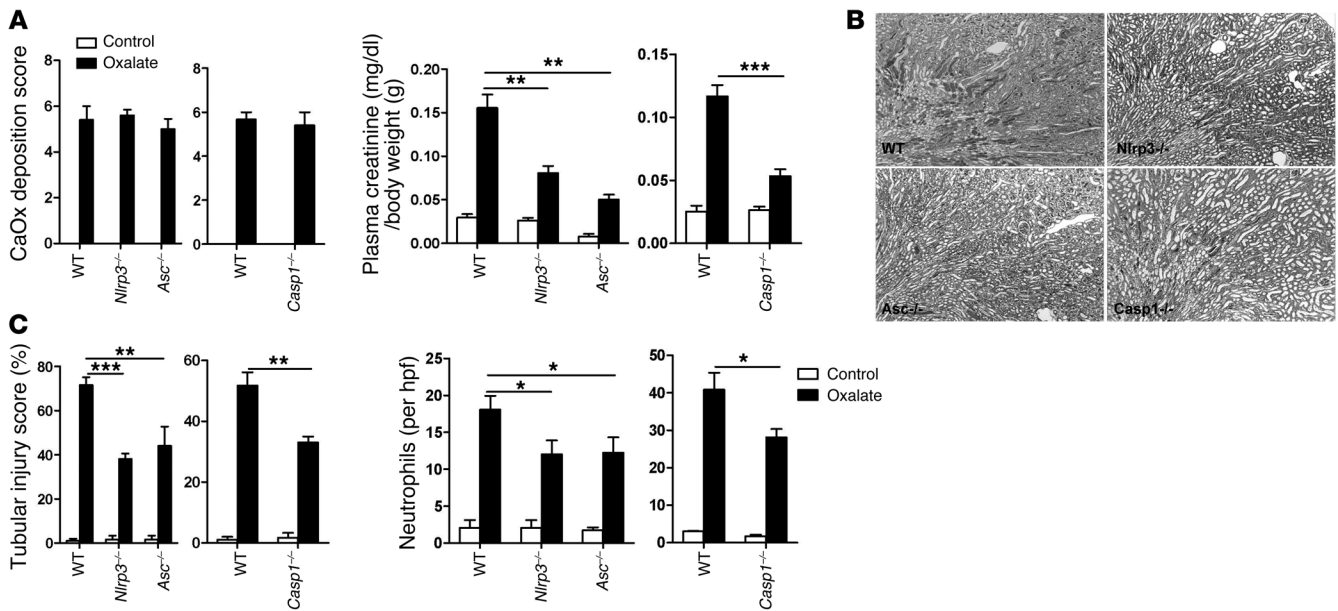 A
Control
Oxalate
CaOx deposition score
8
6
4
2
0
WT
Nlrp3–/–
Asc–/–
8
6
4
2
0
WT
Casp1–/–
Plasma creatinine (mg/dl)
/body weight (g)
0.20
0.15
0.10
0.05
0.00
**
**
WT
Nlrp3–/–
Asc–/–
0.15
0.10
0.05
0.00
***
WT
Casp1–/–
B
WT
Nlrp3-/-
Asc-/-
Casp1-/-
C
Tubular injury score (%)
80
60
40
20
0
**
***
WT
Nlrp3–/–
Asc–/–
60
40
20
0
**
WT
Casp1–/–
Neutrophils (per hpf)
25
20
15
10
5
0
*
*
WT
Nlrp3–/–
Asc–/–
50
40
30
20
10
0
*
WT
Casp1–/–
Control
Oxalate